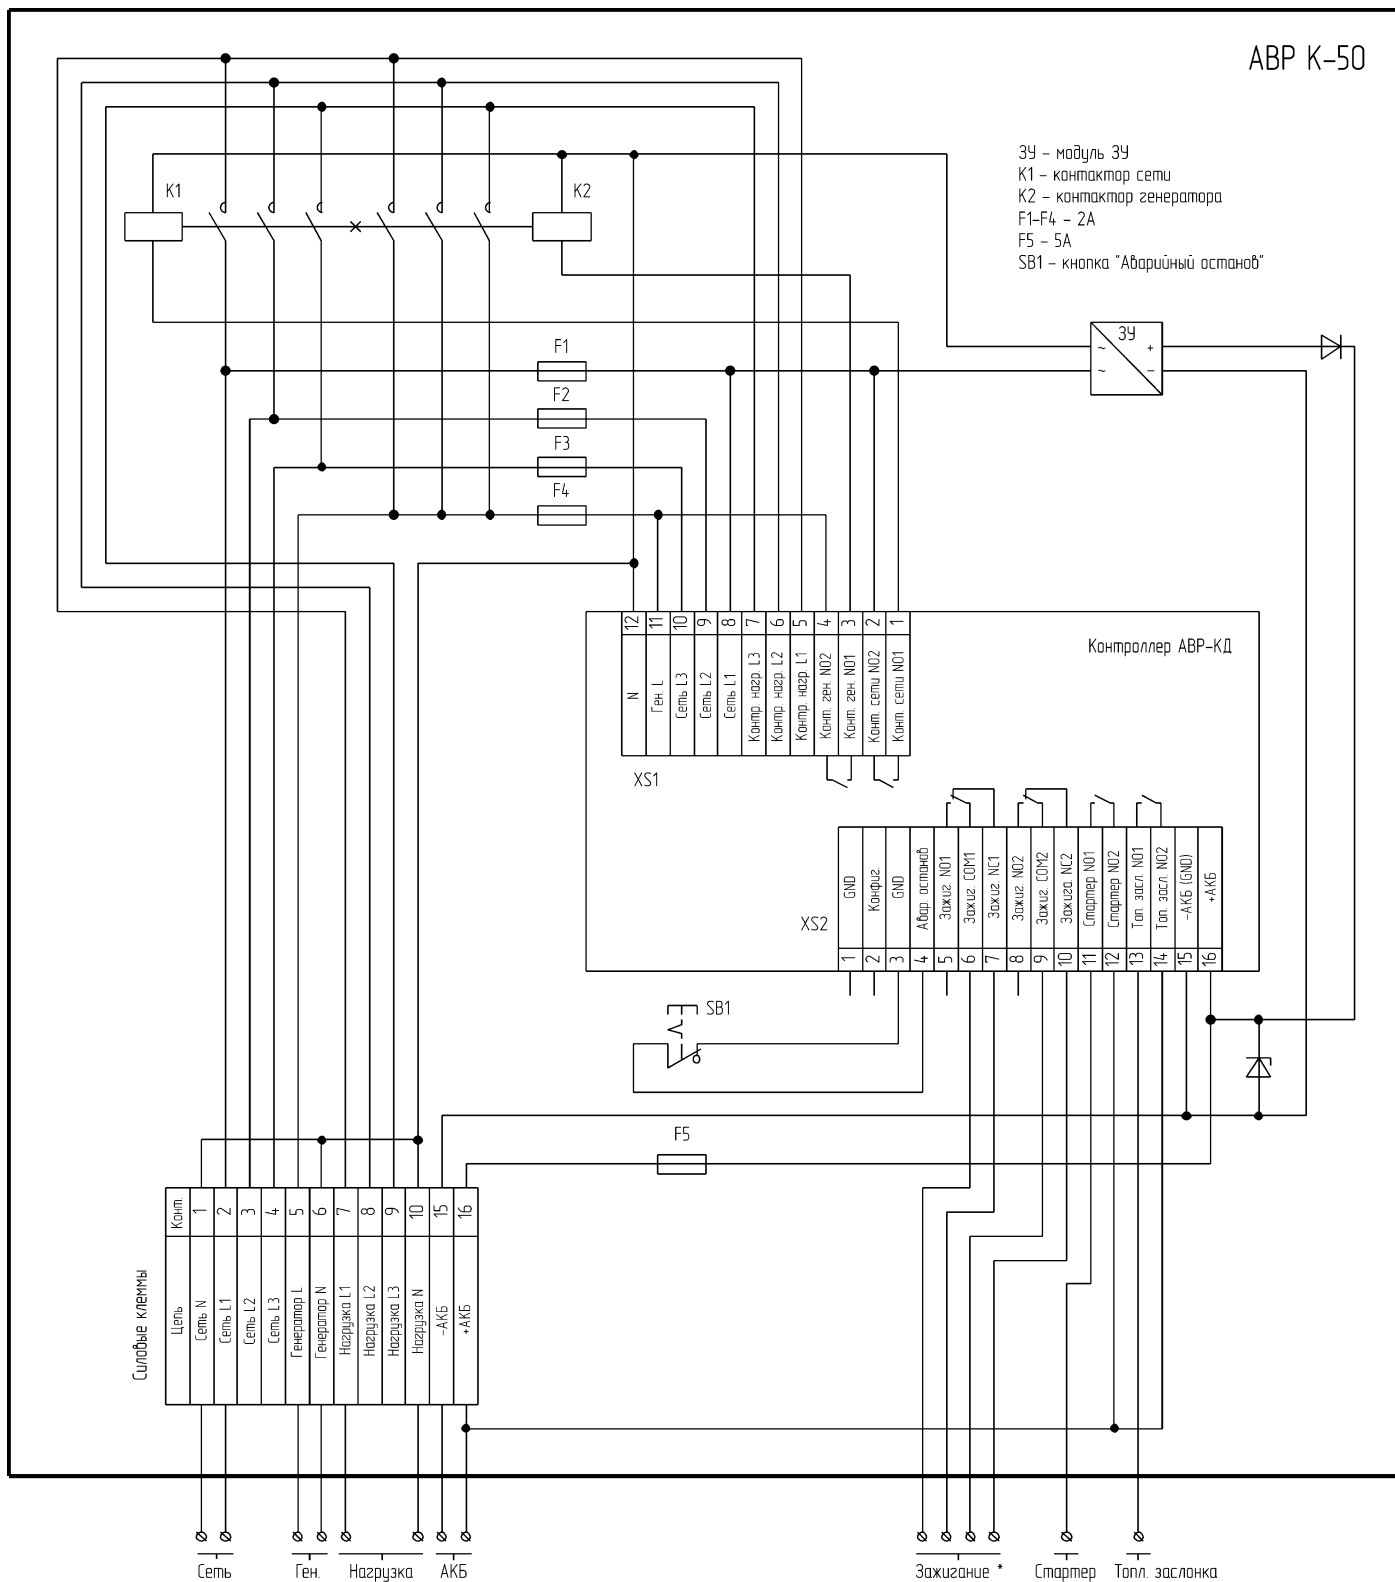 АВР К-50
ЗУ - модуль ЗУ
К1 - контактор сети
К2 - контактор генератора
F1-F4 - 2А
F5 - 5А
SB1 - кнопка "Аварийный останов"
К1
К2
ЗУ
~ +
~ -
F1
F2
F3
F4
12 11 10 9 8 7 6 5 4 3 2 1
N
Ген. L
Сеть L3
Сеть L2
Сеть L1
Контр. нагр. L3
Контр. нагр. L2
Контр. нагр. L1
Конт. ген. NO2
Конт. ген. NO1
Конт. сети NO2
Конт. сети NO1
Контроллер АВР-КД
XS1
XS2
GND
Конфиг.
GND
Авар. останов
Зажиг. NO1
Зажиг. COM1
Зажиг. NC1
Зажиг. NO2
Зажиг. COM2
Зажига. NC2
Стартер NO1
Стартер NO2
Топ. засл. NO1
Топ. засл. NO2
-АКБ (GND)
+АКБ
1 2 3 4 5 6 7 8 9 10 11 12 13 14 15 16
SB1
F5
Силовые клеммы
Конт. 1 2 3 4 5 6 7 8 9 10 15 16
Цепь
Сеть N
Сеть L1
Сеть L2
Сеть L3
Генератор L
Генератор N
Нагрузка L1
Нагрузка L2
Нагрузка L3
Нагрузка N
-АКБ
+АКБ
Сеть
Ген.
Нагрузка
АКБ
Зажигание *
Стартер
Топл. заслонка